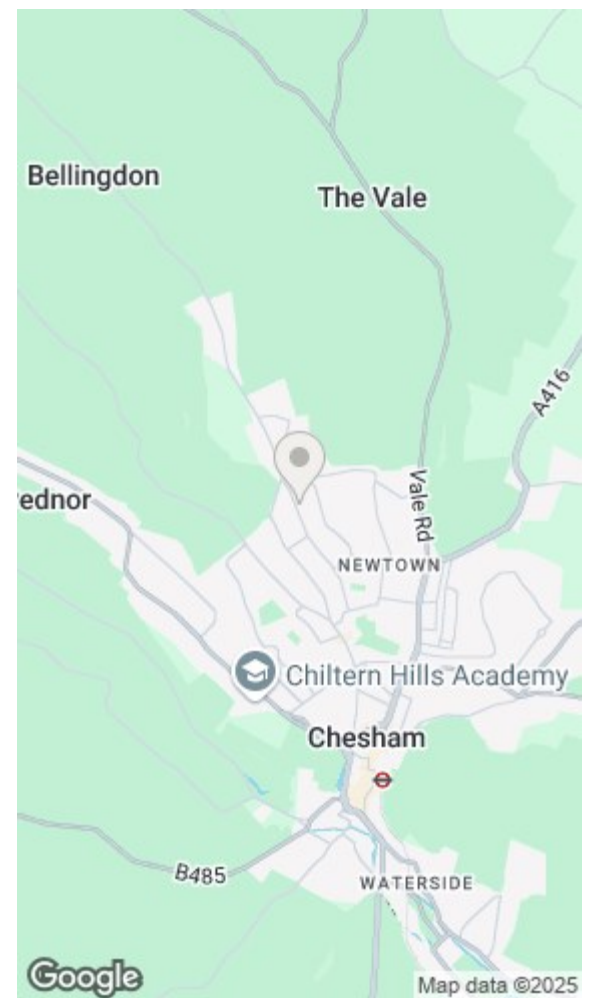 Bellingdon
The Vale
A416
ednor
Vale Rd
NEWTOWN
Chiltern Hills Academy
Chesham
B485
WATERSIDE
Google
Map data ©2025